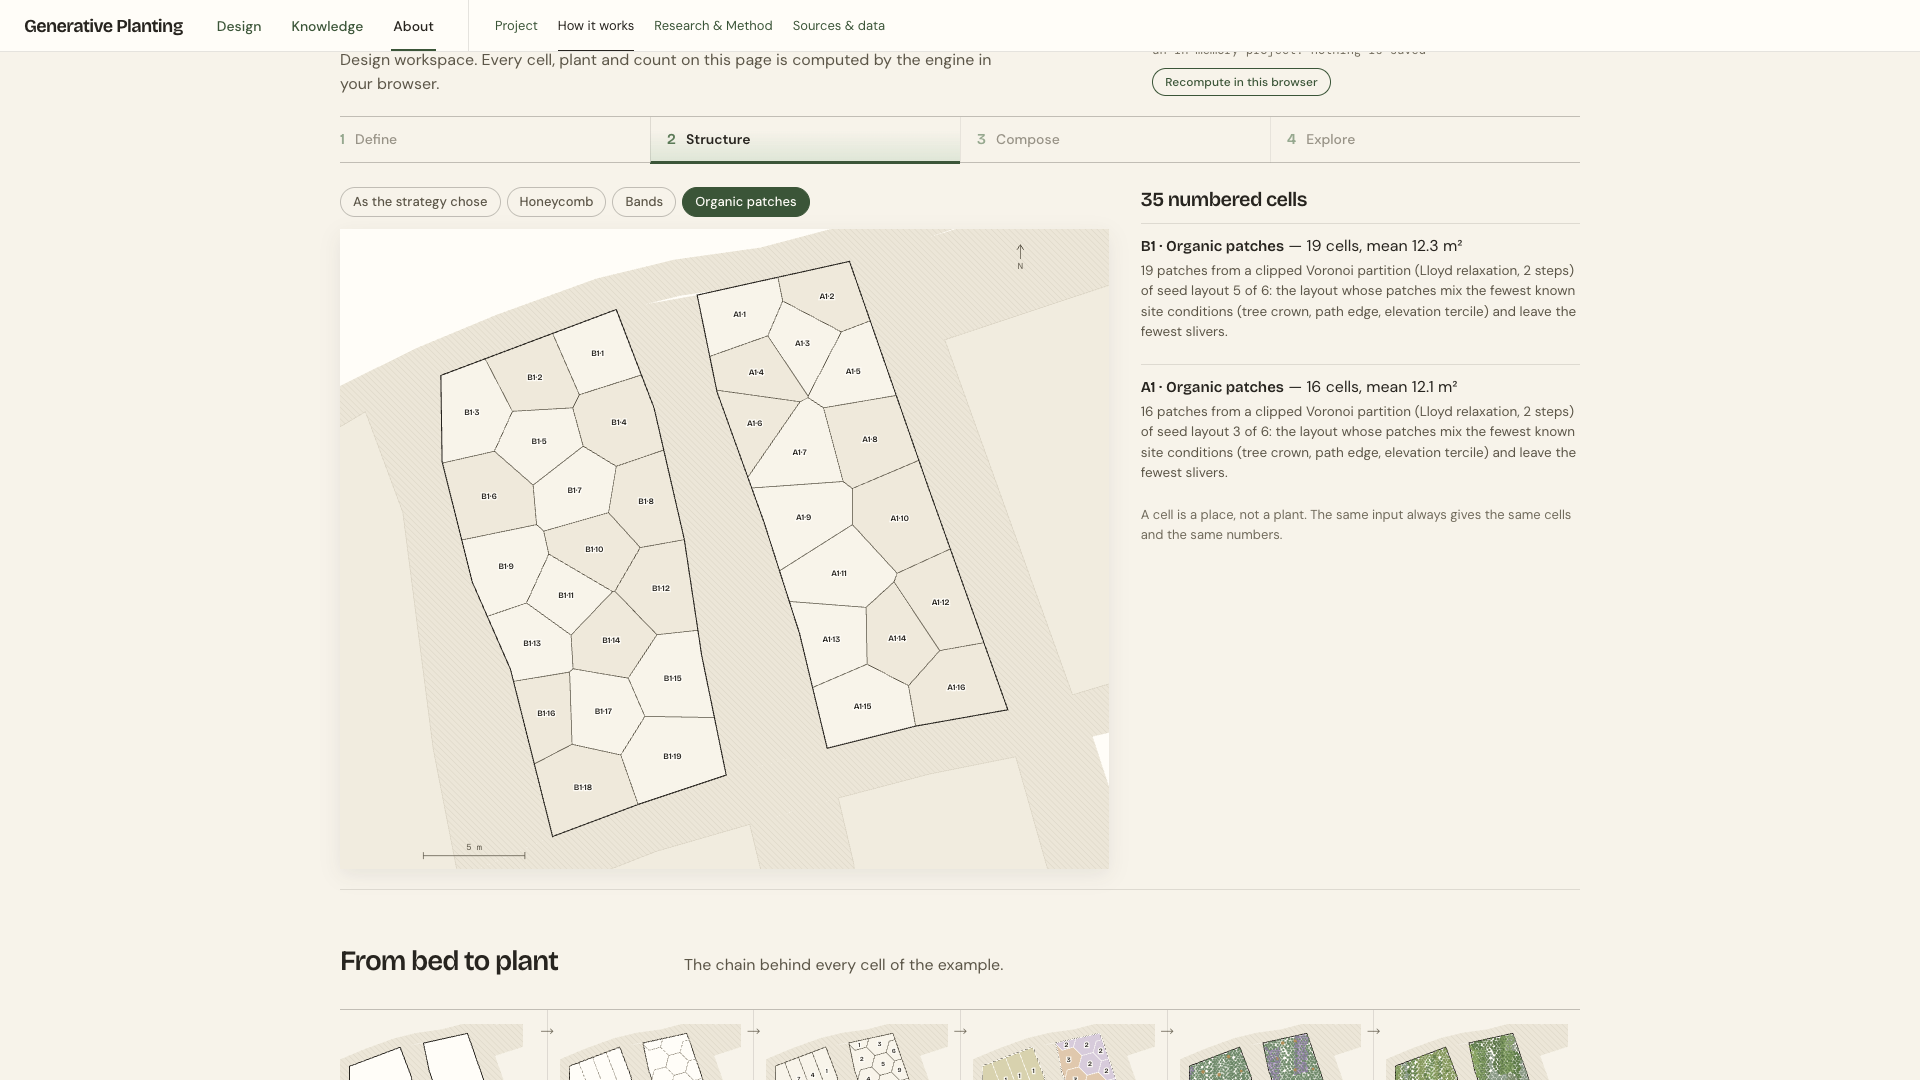 Generative Planting
Design
Knowledge
About
Project
How it works
Research & Method
Sources & data
Design workspace. Every cell, plant and count on this page is computed by the engine in
your browser.
Recompute in this browser
1 Define
2 Structure
3 Compose
4 Explore
As the strategy chose
Honeycomb
Bands
Organic patches
35 numbered cells
B1 · Organic patches — 19 cells, mean 12.3 m²
19 patches from a clipped Voronoi partition (Lloyd relaxation, 2 steps)
of seed layout 5 of 6: the layout whose patches mix the fewest known
site conditions (tree crown, path edge, elevation tercile) and leave the
fewest slivers.
A1 · Organic patches — 16 cells, mean 12.1 m²
16 patches from a clipped Voronoi partition (Lloyd relaxation, 2 steps)
of seed layout 3 of 6: the layout whose patches mix the fewest known
site conditions (tree crown, path edge, elevation tercile) and leave the
fewest slivers.
A cell is a place, not a plant. The same input always gives the same cells
and the same numbers.
N
A1·1
A1·2
A1·3
A1·4
A1·5
A1·6
A1·7
A1·8
A1·9
A1·10
A1·11
A1·12
A1·13
A1·14
A1·15
A1·16
B1·1
B1·2
B1·3
B1·4
B1·5
B1·6
B1·7
B1·8
B1·9
B1·10
B1·11
B1·12
B1·13
B1·14
B1·15
B1·16
B1·17
B1·18
B1·19
5 m
From bed to plant
The chain behind every cell of the example.